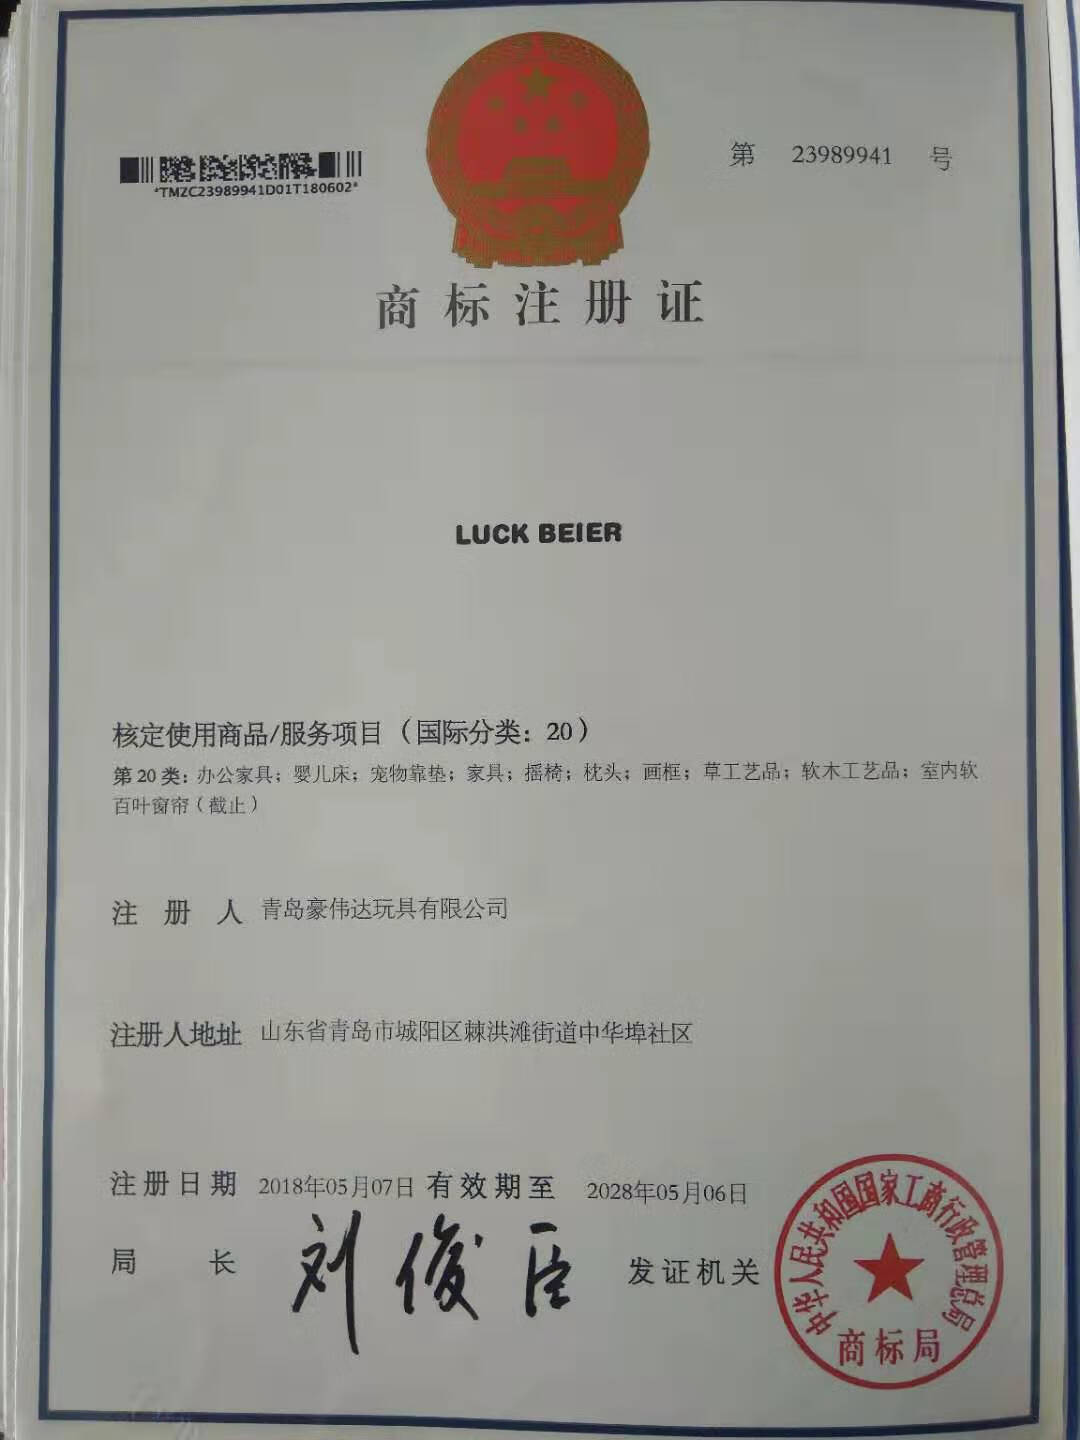 第 23989941 号
*TMZC23989941D01T180602*
商标注册证
LUCK BEIER
核定使用商品/服务项目（国际分类：20）
第 20 类：办公家具；婴儿床；宠物靠垫；家具；摇椅；枕头；画框；草工艺品；软木工艺品；室内软
百叶窗帘（截止）
注 册 人 青岛豪伟达玩具有限公司
注册人地址 山东省青岛市城阳区棘洪滩街道中华埠社区
注册日期 2018年05月07日 有效期至 2028年05月06日
局 长 刘俊臣 发证机关
中华人民共和国国家工商行政管理总局
商标局